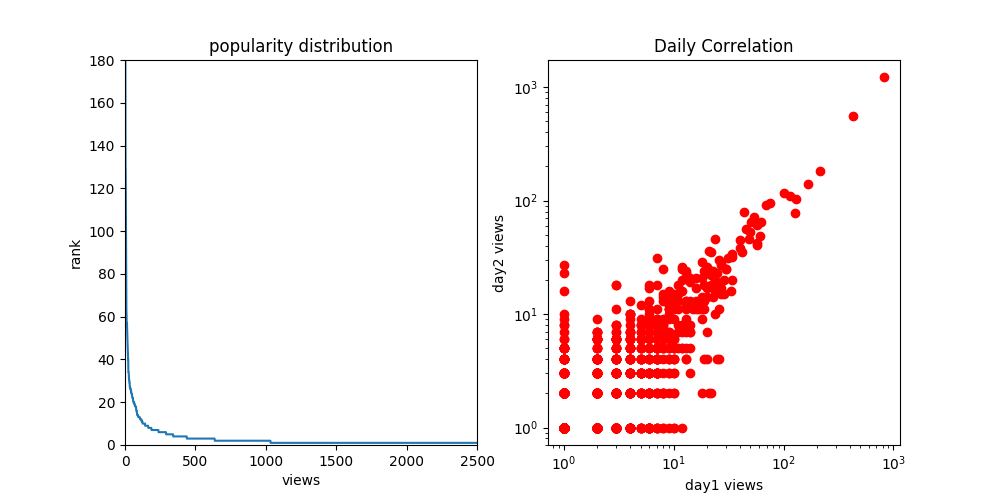 popularity distribution
180
160
140
120
100
80
60
40
20
0
rank
0 500 1000 1500 2000 2500
views
Daily Correlation
10³
10²
10¹
10⁰
day2 views
10⁰ 10¹ 10² 10³
day1 views